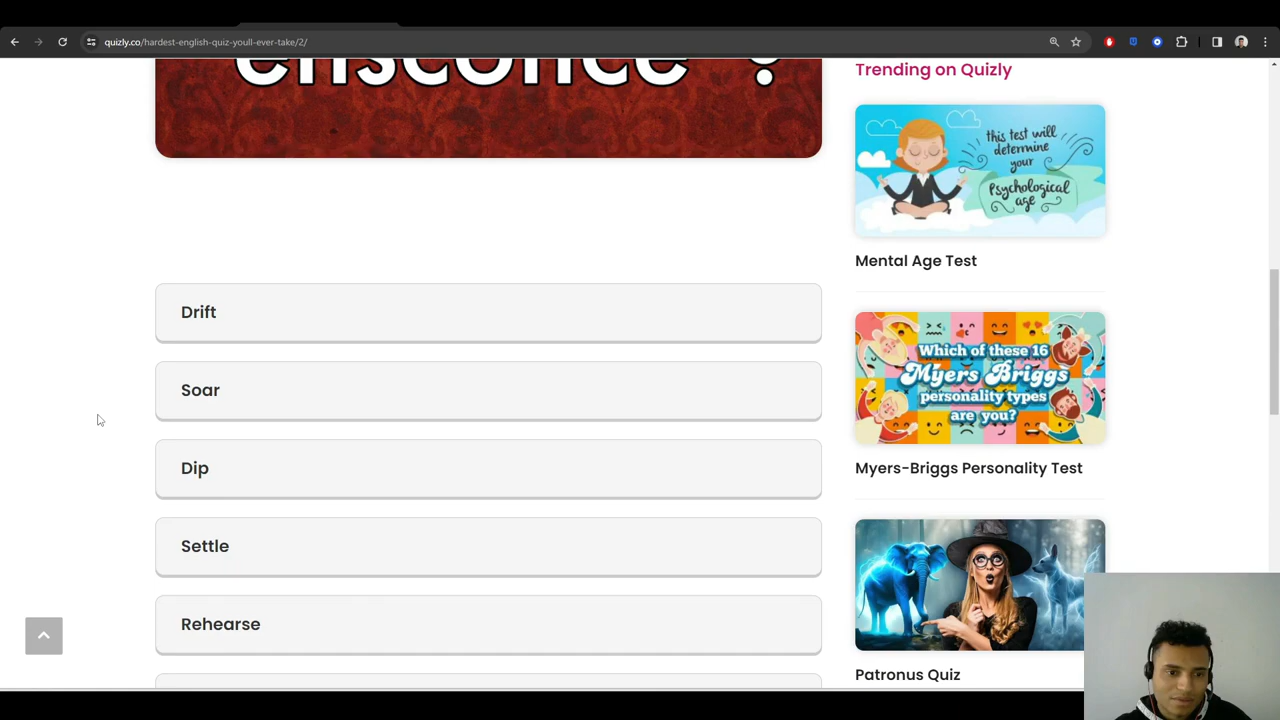 quizly.co/hardest-english-quiz-youll-ever-take/2/
ensconce"?
Drift
Soar
Dip
Settle
Rehearse
Trending on Quizly
this test will
determine
your
Psychological
age
Mental Age Test
Which of these 16
Myers Briggs
personality types
are you?
Myers-Briggs Personality Test
Patronus Quiz